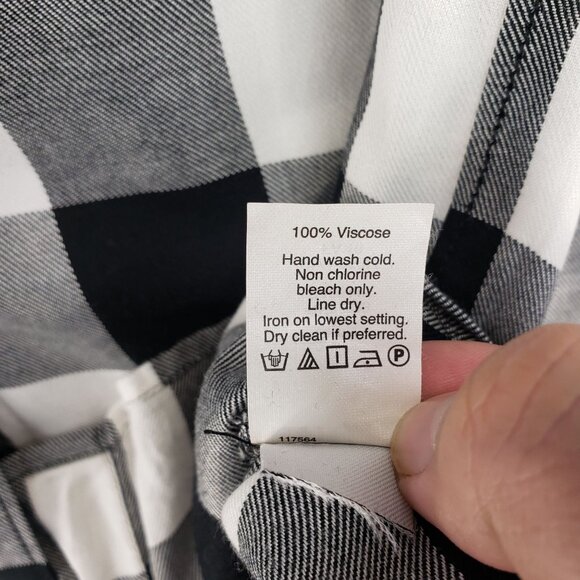 100% Viscose
Hand wash cold.
Non chlorine
bleach only.
Line dry.
Iron on lowest setting.
Dry clean if preferred.
P
117564